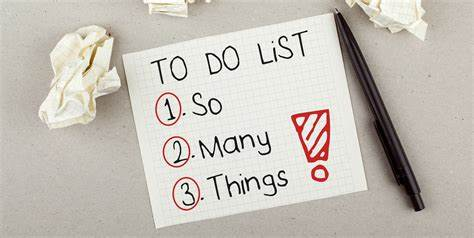 TO DO LiST
1. So
2. Many
3. Things !